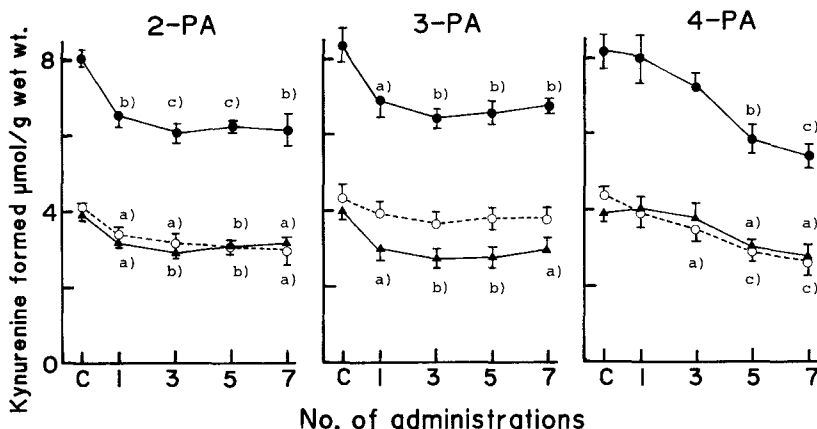 2-PA 3-PA 4-PA
Kynurenine formed μmol/g wet wt.
8
4
0
b) c) c) b)
a) a) b) a)
a) b) b) a)
a) b) b) b)
a) b) b) a)
b) c)
a) a)
a) c) c)
C 1 3 5 7 C 1 3 5 7 C 1 3 5 7
No. of administrations